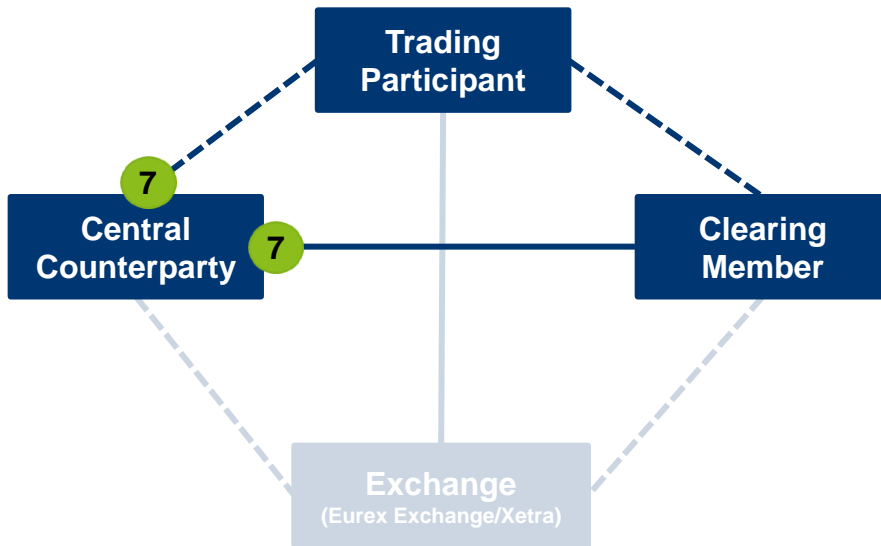 Trading
Participant
7
Central
Counterparty
7
Clearing
Member
Exchange
(Eurex Exchange/Xetra)